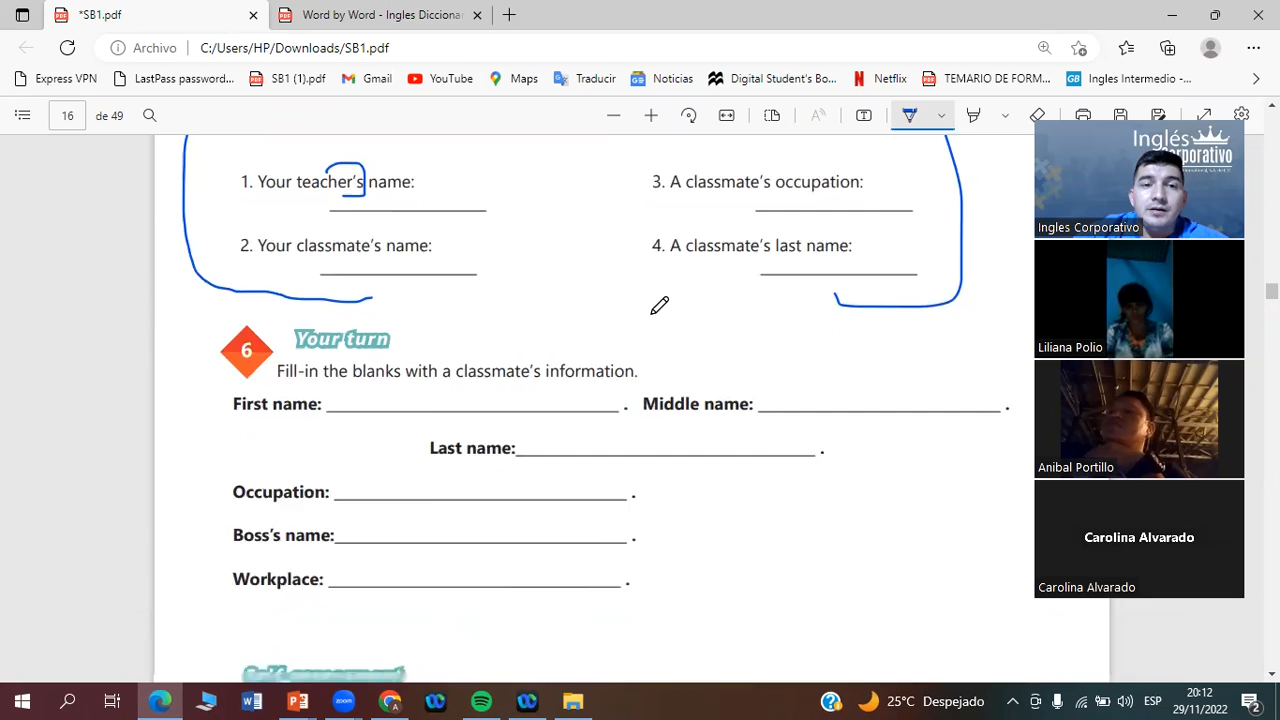 *SB1.pdf
Word by Word - Ingles Dicciona
Archivo C:/Users/HP/Downloads/SB1.pdf
Express VPN LastPass password... SB1 (1).pdf Gmail YouTube Maps Traducir Noticias Digital Student's Bo... Netflix TEMARIO DE FORM... Ingles Intermedio -...
16 de 49
1. Your teacher's name:
3. A classmate's occupation:
2. Your classmate's name:
4. A classmate's last name:
6 Your turn
Fill-in the blanks with a classmate's information.
First name: . Middle name: .
Last name: .
Occupation: .
Boss's name: .
Workplace: .
Self-assessment
Inglés
Corporativo
Ingles Corporativo
Liliana Polio
Anibal Portillo
Carolina Alvarado
Carolina Alvarado
25°C Despejado
ESP
20:12
29/11/2022
2